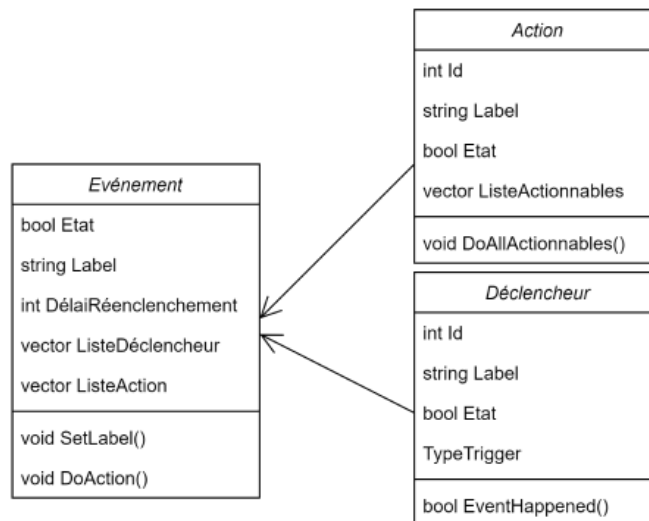 Action
int Id
string Label
bool Etat
vector ListeActionnables
void DoAllActionnables()
Evénement
bool Etat
string Label
int DélaiRéenclenchement
vector ListeDéclencheur
vector ListeAction
void SetLabel()
void DoAction()
Déclencheur
int Id
string Label
bool Etat
TypeTrigger
bool EventHappened()